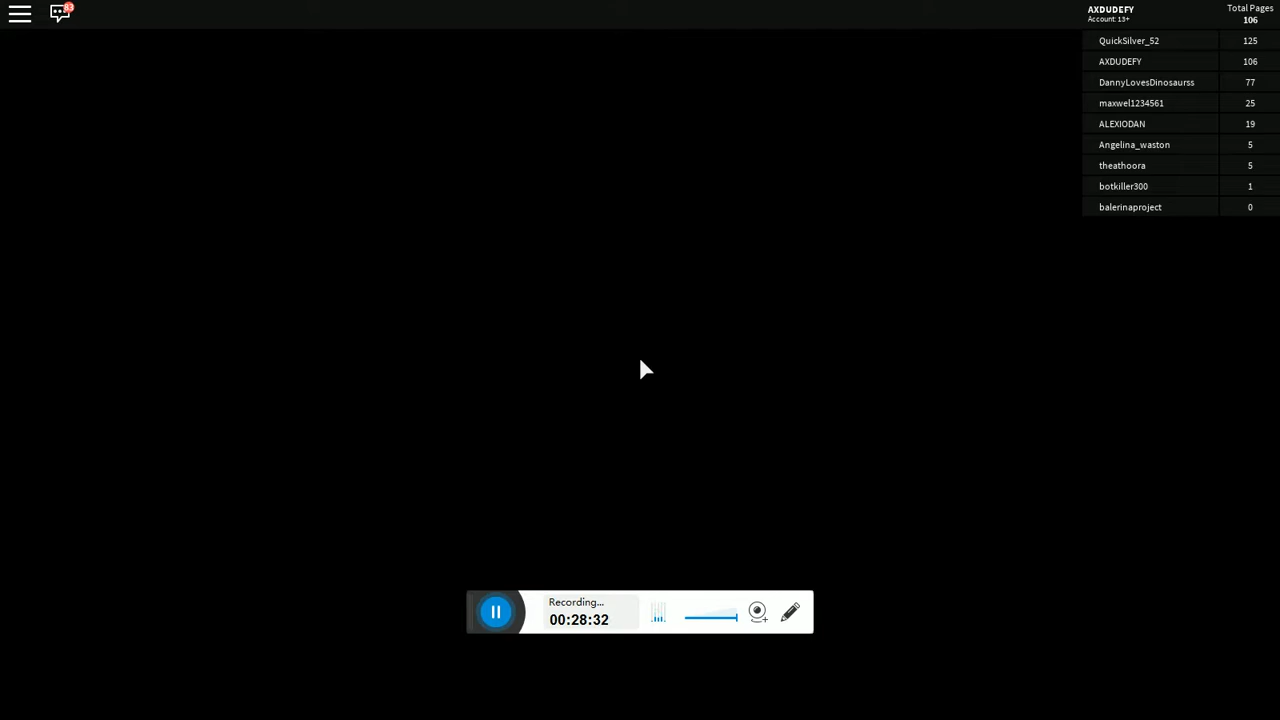 83
AXDUDEFY
Account: 13+
Total Pages
106
QuickSilver_52 125
AXDUDEFY 106
DannyLovesDinosaurss 77
maxwel1234561 25
ALEXIODAN 19
Angelina_waston 5
theathoora 5
botkiller300 1
balerinaproject 0
Recording...
00:28:32